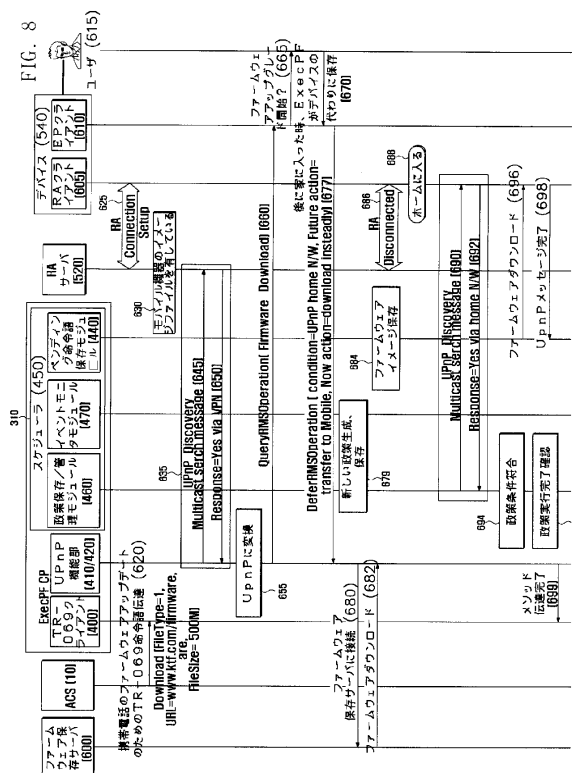 FIG. 8
ファームウェア保存サーバ
(600)
ACS (10)
310
ExecPF CP
TR-069クライアント
(400)
UPnP機能部
(410/420)
スケジューラ (450)
政策保存/管理モジュール
(460)
イベントモニタモジュール
(470)
ペンディング命令語保存モジュール
(440)
RAサーバ
(520)
デバイス (540)
RAクライアント
(605)
EPクライアント
(610)
ユーザ (615)
携帯電話のファームウェアアップデート
のためのTR-069命令語伝達 (620)
Download [FileType=1,
URL=www.ktf.com/firmware,
are,
FileSize= 500M]
625
RA
Connection
Setup
630
モバイル機器のイメー
ジファイルを有している
635
UPnP Discovery
Multicast serch message [645]
Response=Yes via VPN [650]
UPnPに変換
655
QueryRMSOperation[ Firmware Download] [660]
ファームウェ
アアップグレー
ド開始? (665)
後に家に入った時、ExecPF
がデバイスの
代わりに保存
[670]
DeferRMSOperation [ condition=UPnP home N/W, Future action=
transfer to Mobile, Now action=download insteadly] [677]
新しい政策生成、
保存
679
ファームウェア
保存サーバに接続 (680)
ファームウェアダウンロード (682)
684
ファームウェア
イメージ保存
686
RA
Disconnected
688
ホームに入る
UPnP Discovery
Multicast serch message [690]
Response=Yes via home N/W [692]
694
政策条件符合
ファームウェアダウンロード (696)
UpnPメッセージ完了 (698)
政策実行完了確認
メソッド
伝達完了
(699)